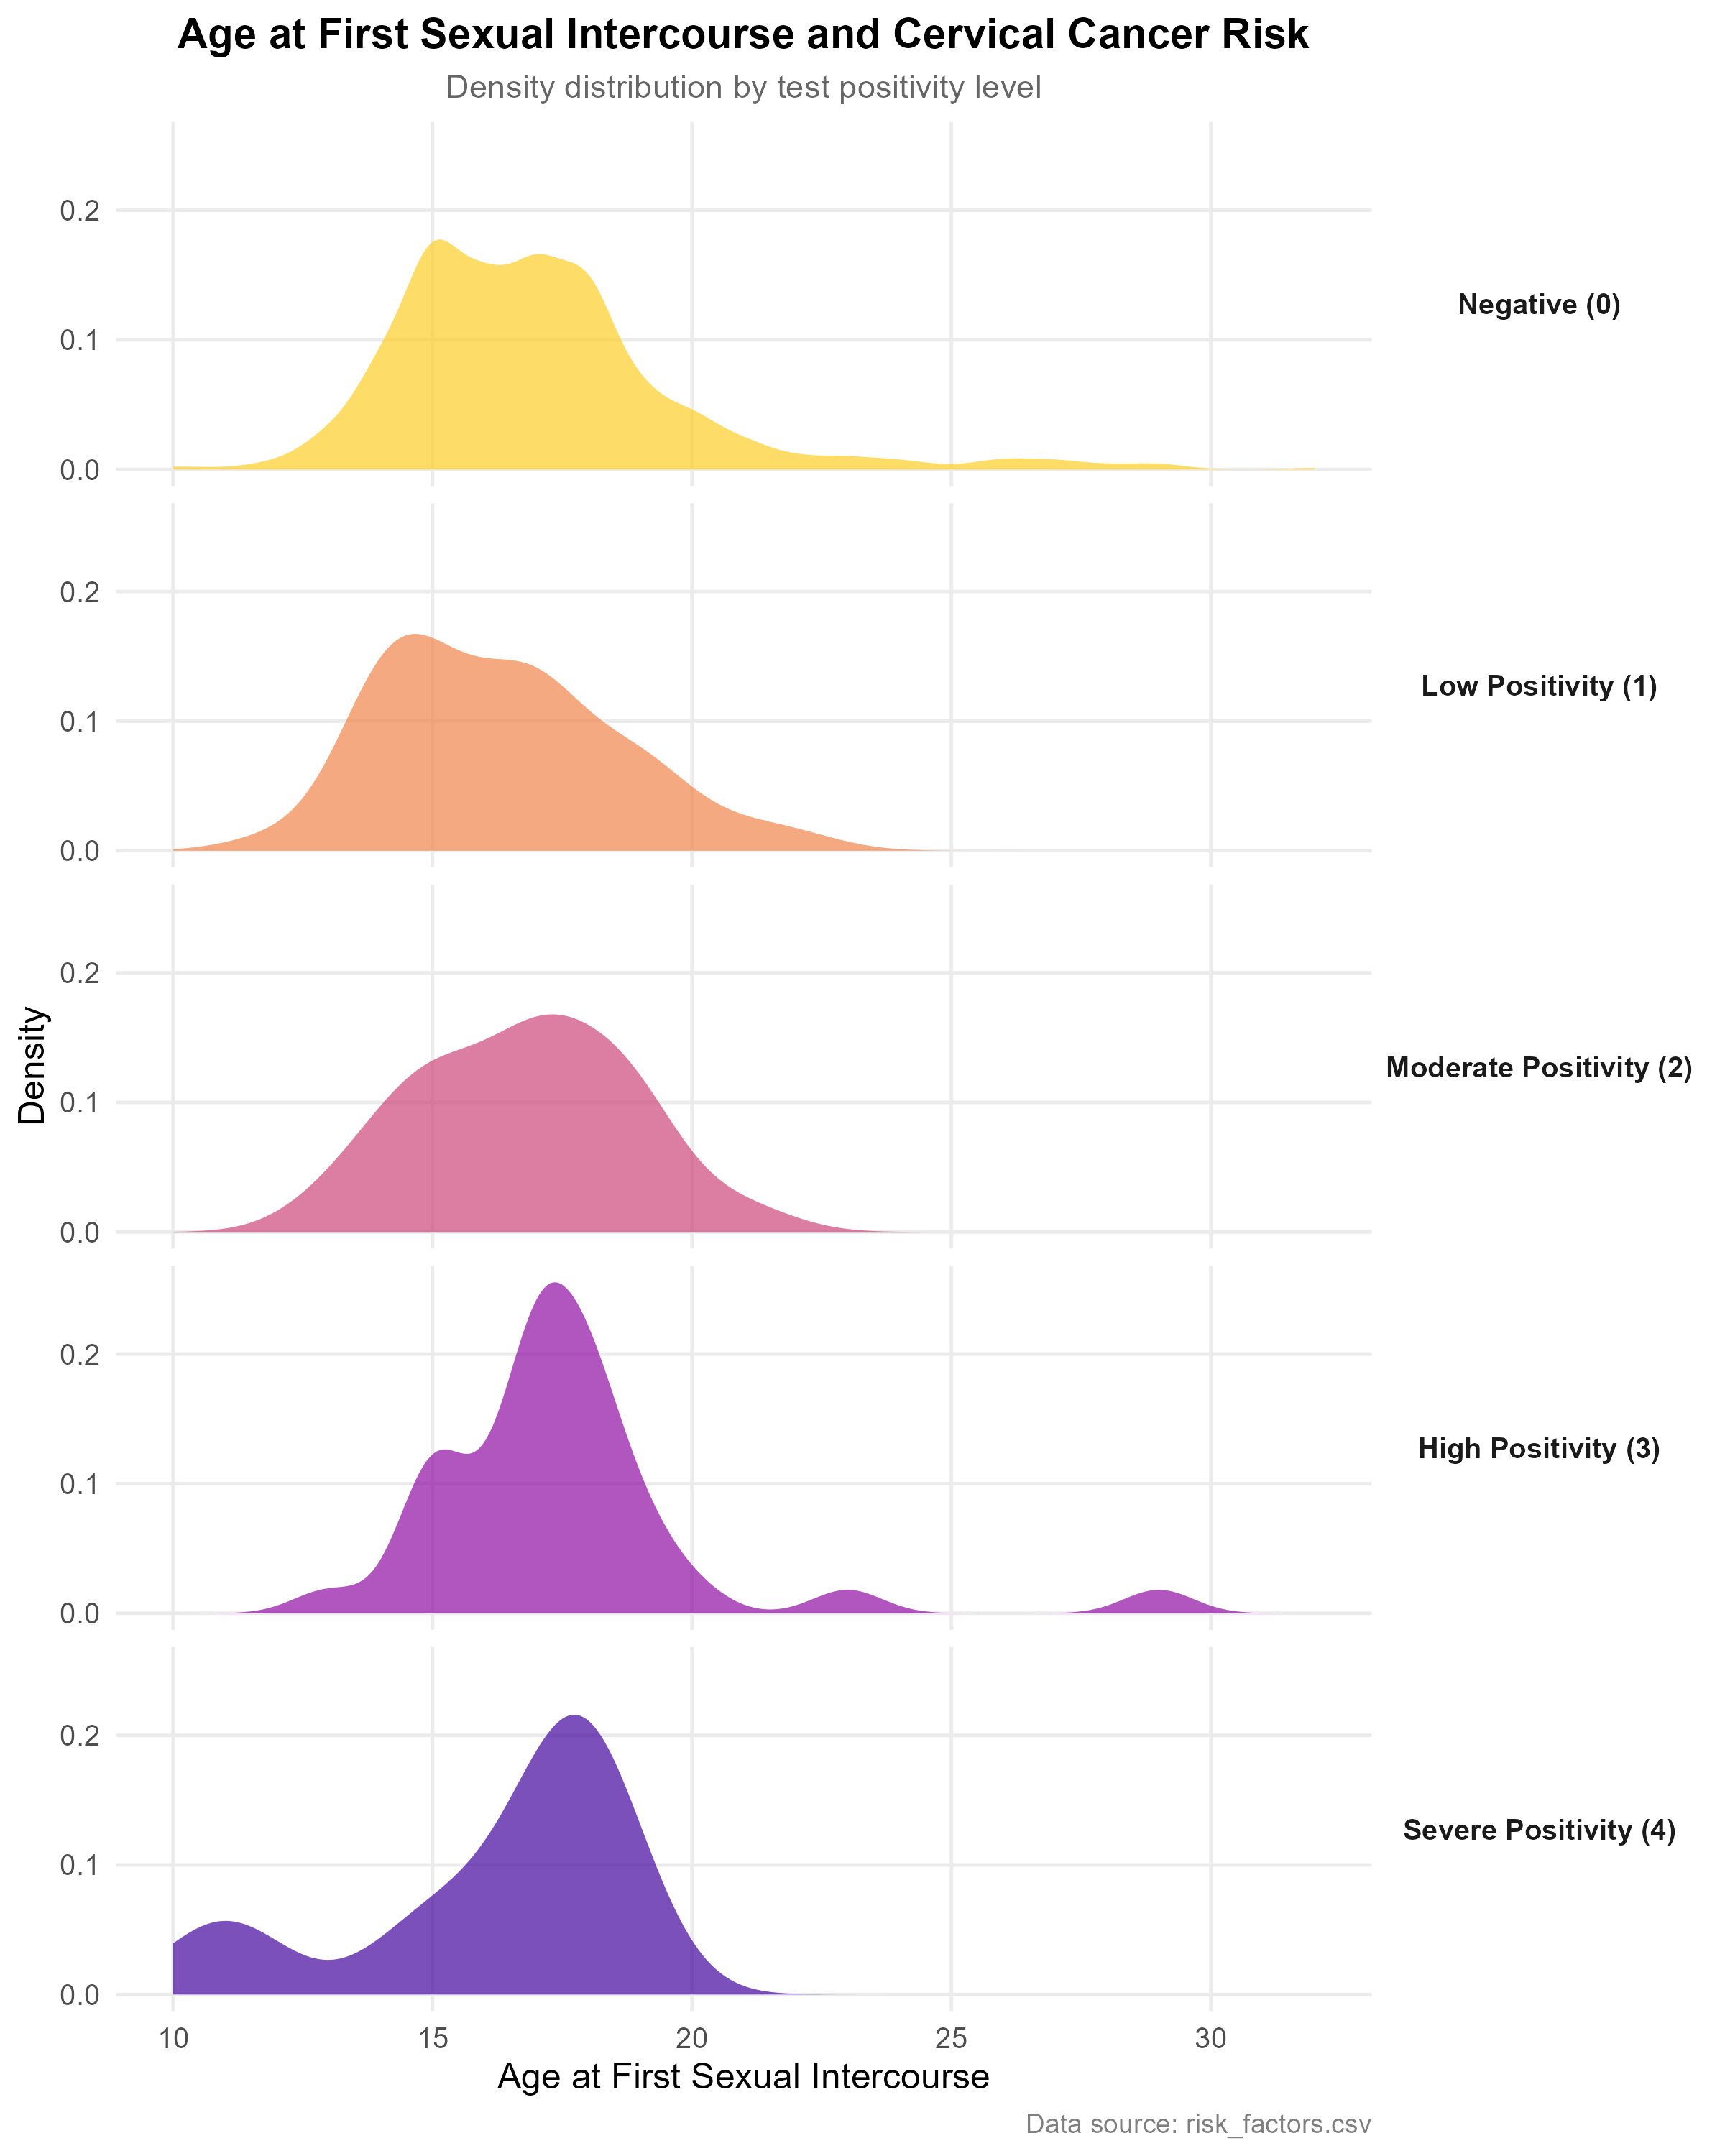 Age at First Sexual Intercourse and Cervical Cancer Risk
Density distribution by test positivity level
0.2
0.1
0.0
Negative (0)
0.2
0.1
0.0
Low Positivity (1)
0.2
0.1
0.0
Moderate Positivity (2)
Density
0.2
0.1
0.0
High Positivity (3)
0.2
0.1
0.0
Severe Positivity (4)
10 15 20 25 30
Age at First Sexual Intercourse
Data source: risk_factors.csv